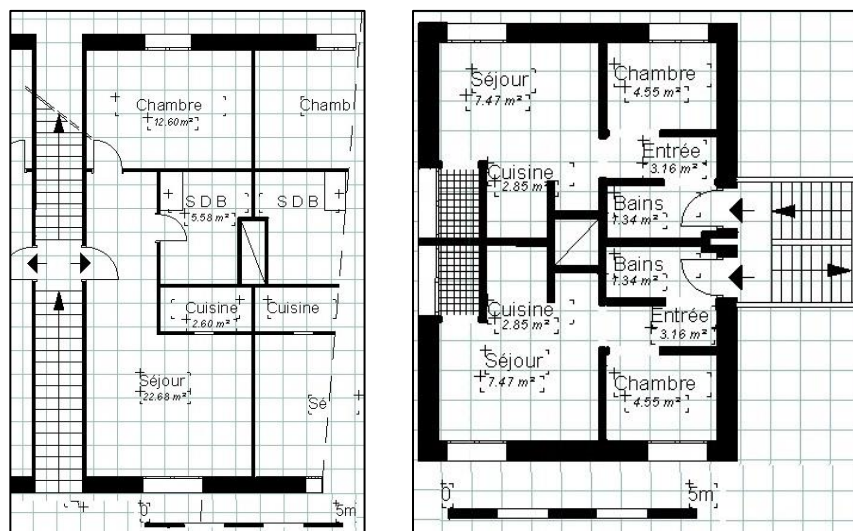 Chambre
12.60 m²
Chambl
SDB
5.58 m²
SDB
Cuisine
2.60 m²
Cuisine
Séjour
22.68 m²
Sé
0
5m
Séjour
7.47 m²
Chambre
4.55 m²
Entrée
3.16 m²
Cuisine
2.85 m²
Bains
1.34 m²
Bains
1.34 m²
Cuisine
2.85 m²
Entrée
3.16 m²
Séjour
7.47 m²
Chambre
4.55 m²
0
5m